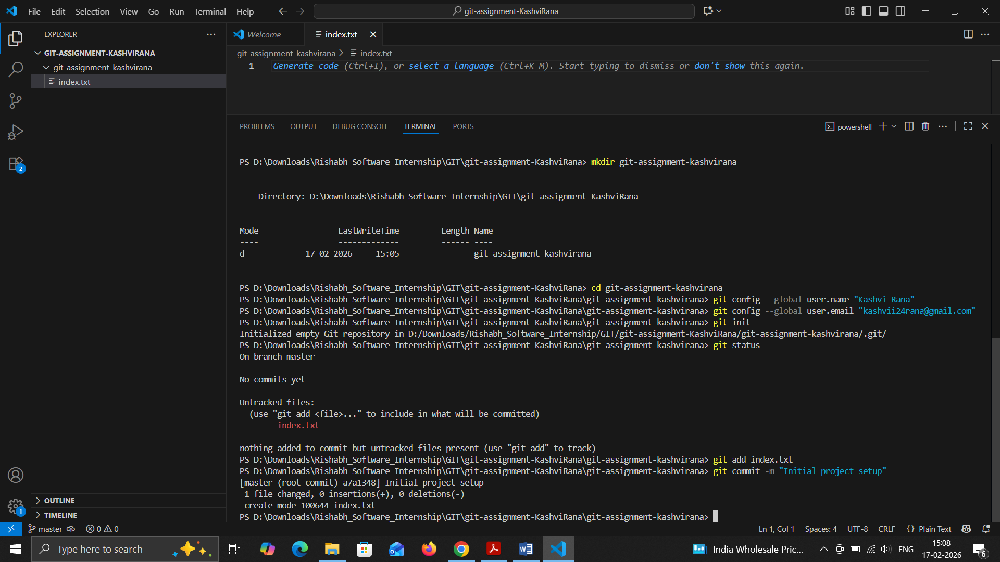 File Edit Selection View Go Run Terminal Help
git-assignment-KashviRana
EXPLORER
GIT-ASSIGNMENT-KASHVIRANA
git-assignment-kashvirana
index.txt
2
1
OUTLINE
TIMELINE
Welcome
index.txt
git-assignment-kashvirana > index.txt
1 Generate code (Ctrl+I), or select a language (Ctrl+K M). Start typing to dismiss or don't show this again.
PROBLEMS OUTPUT DEBUG CONSOLE TERMINAL PORTS
powershell
PS D:\Downloads\Rishabh_Software_Internship\GIT\git-assignment-KashviRana> mkdir git-assignment-kashvirana
Directory: D:\Downloads\Rishabh_Software_Internship\GIT\git-assignment-KashviRana
Mode LastWriteTime Length Name
---- ------------- ------ ----
d----- 17-02-2026 15:05 git-assignment-kashvirana
PS D:\Downloads\Rishabh_Software_Internship\GIT\git-assignment-KashviRana> cd git-assignment-kashvirana
PS D:\Downloads\Rishabh_Software_Internship\GIT\git-assignment-KashviRana\git-assignment-kashvirana> git config --global user.name "Kashvi Rana"
PS D:\Downloads\Rishabh_Software_Internship\GIT\git-assignment-KashviRana\git-assignment-kashvirana> git config --global user.email "kashvii24rana@gmail.com"
PS D:\Downloads\Rishabh_Software_Internship\GIT\git-assignment-KashviRana\git-assignment-kashvirana> git init
Initialized empty Git repository in D:/Downloads/Rishabh_Software_Internship/GIT/git-assignment-KashviRana/git-assignment-kashvirana/.git/
PS D:\Downloads\Rishabh_Software_Internship\GIT\git-assignment-KashviRana\git-assignment-kashvirana> git status
On branch master
No commits yet
Untracked files:
(use "git add <file>..." to include in what will be committed)
index.txt
nothing added to commit but untracked files present (use "git add" to track)
PS D:\Downloads\Rishabh_Software_Internship\GIT\git-assignment-KashviRana\git-assignment-kashvirana> git add index.txt
PS D:\Downloads\Rishabh_Software_Internship\GIT\git-assignment-KashviRana\git-assignment-kashvirana> git commit -m "Initial project setup"
[master (root-commit) a7a1348] Initial project setup
1 file changed, 0 insertions(+), 0 deletions(-)
create mode 100644 index.txt
PS D:\Downloads\Rishabh_Software_Internship\GIT\git-assignment-KashviRana\git-assignment-kashvirana>
master 0 0 Ln 1, Col 1 Spaces: 4 UTF-8 CRLF {} Plain Text
Type here to search
India Wholesale Pric...
ENG
15:08
17-02-2026
6